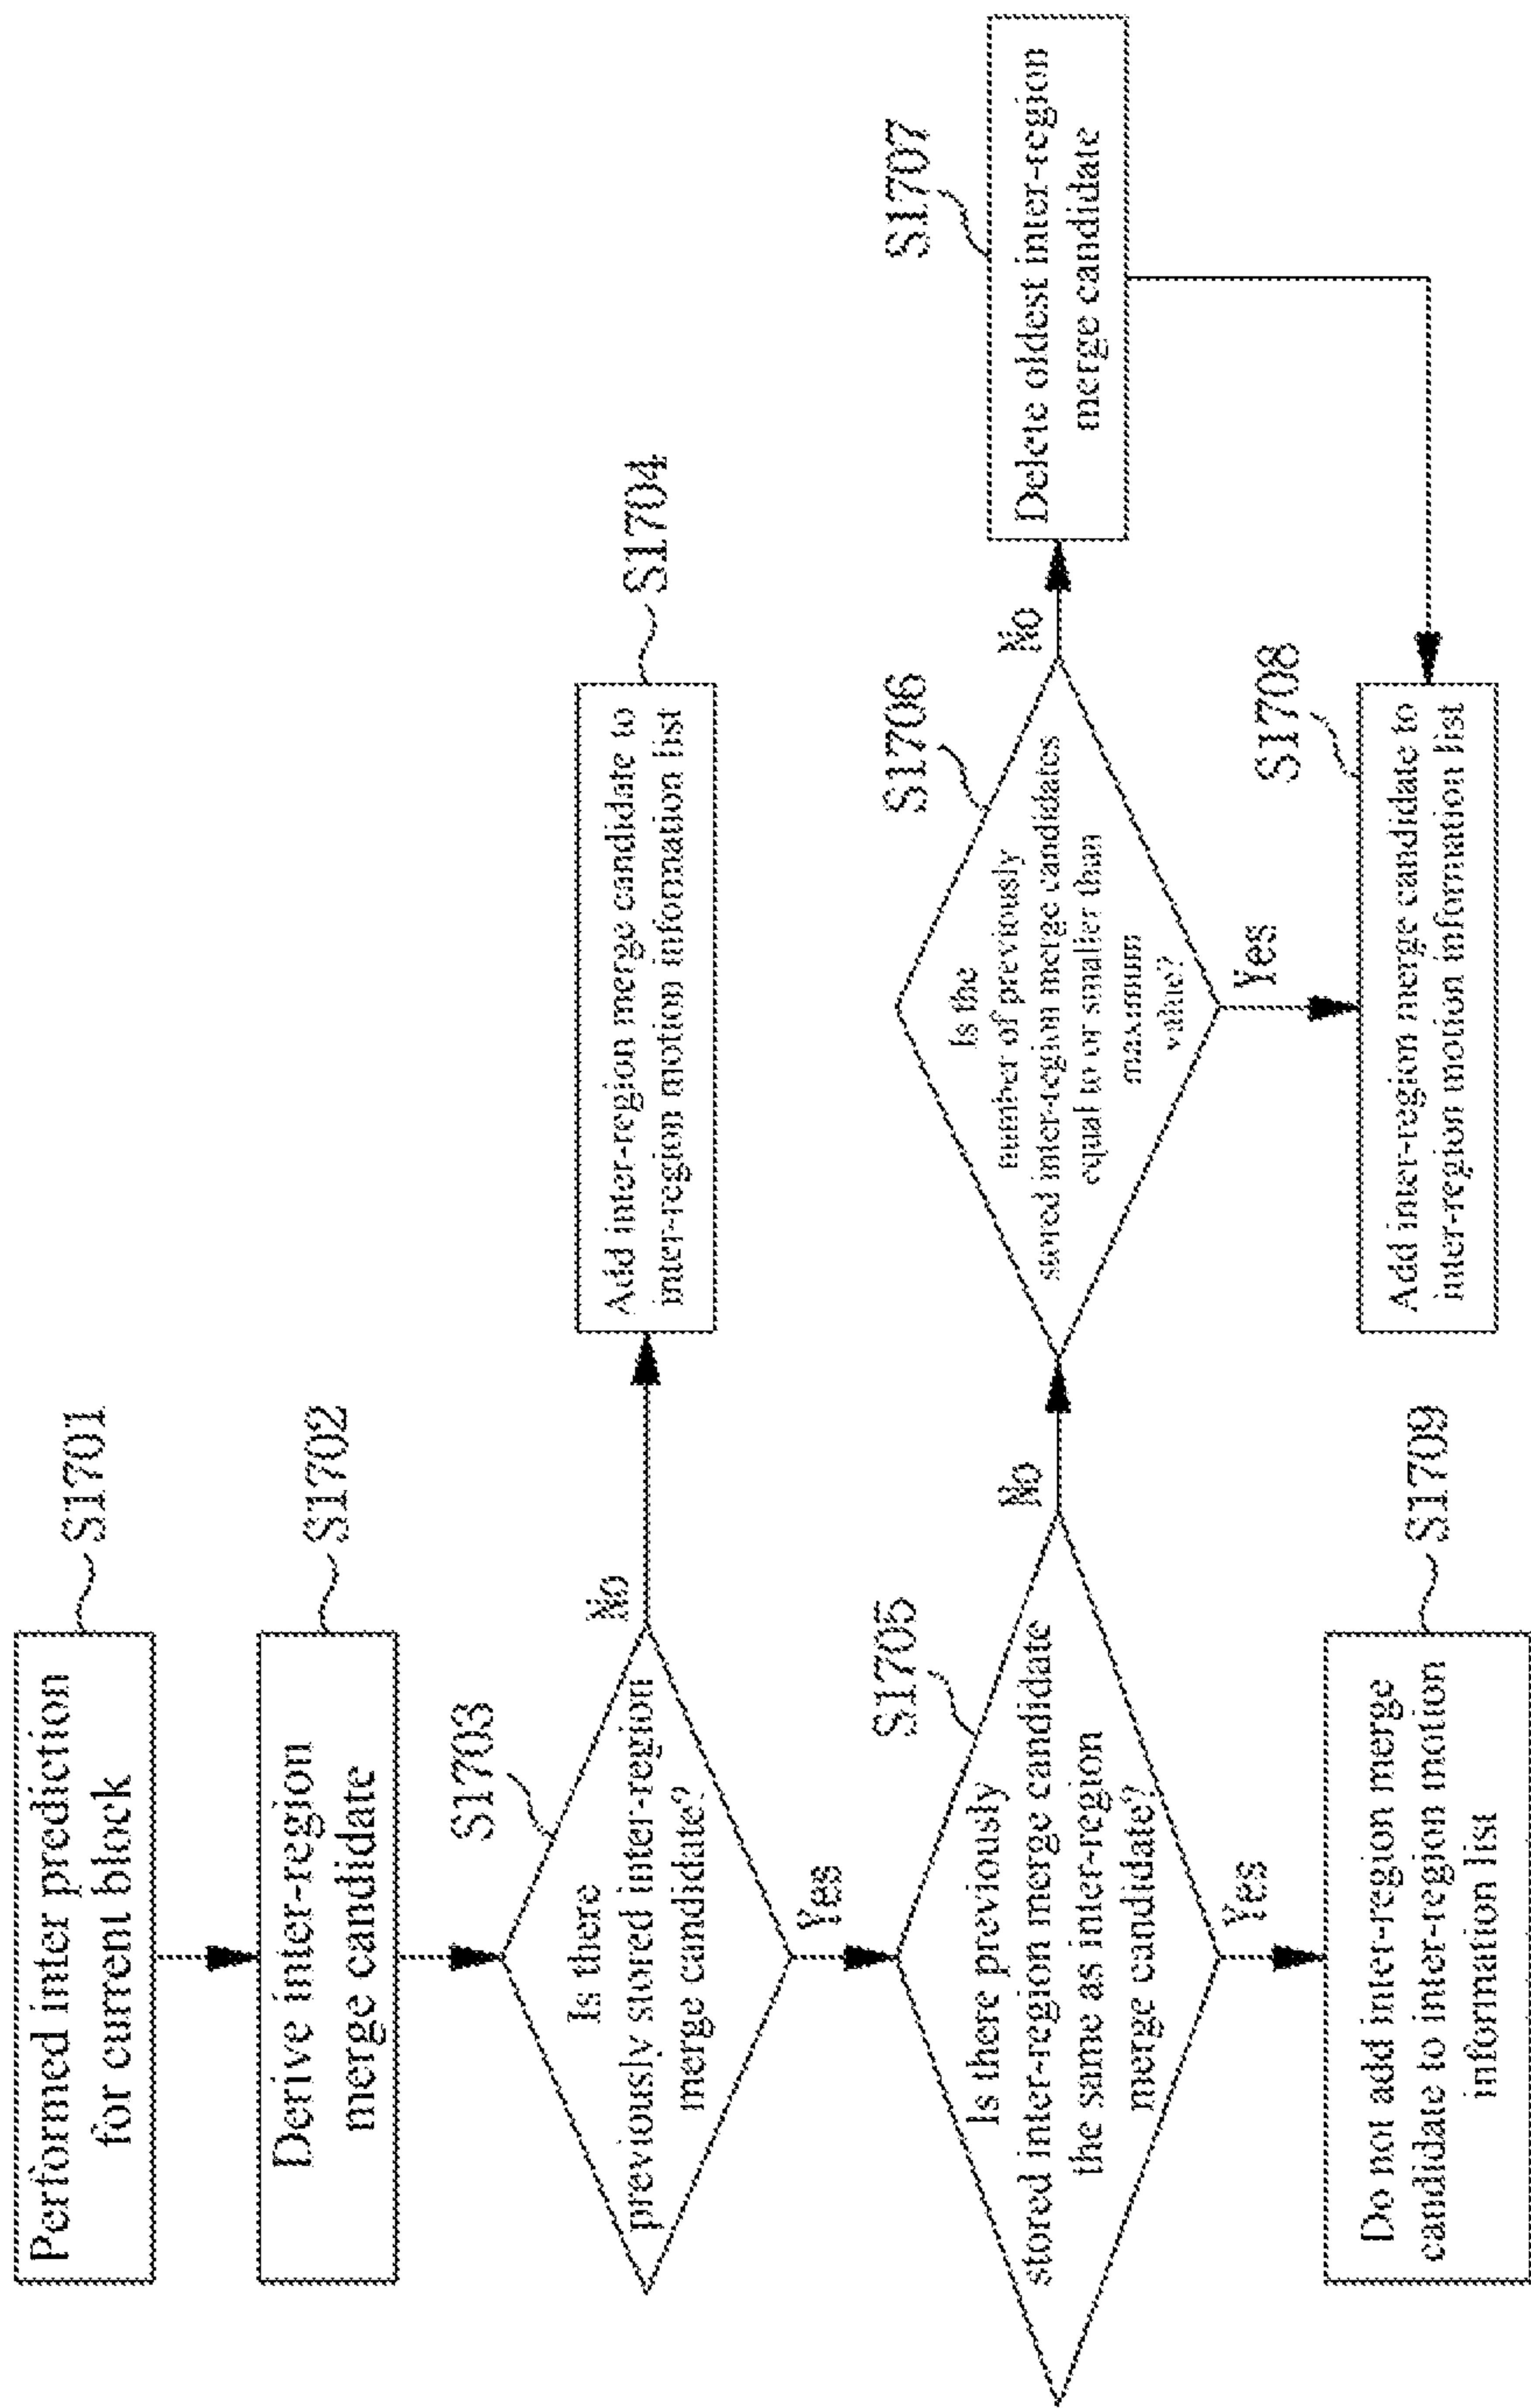 Performed inter prediction
for current block
S1701
Derive inter-region
merge candidate
S1702
S1703
Is there
previously stored inter-region
merge candidate?
No
Add inter-region merge candidate to
inter-region motion information list
S1704
Yes
S1705
Is there previously
stored inter-region merge candidate
the same as inter-region
merge candidate?
No
S1706
Is the
number of previously
stored inter-region merge candidates
equal to or smaller than
maximum
value?
No
S1707
Delete oldest inter-region
merge candidate
Yes
S1708
Add inter-region merge candidate to
inter-region motion information list
Yes
S1709
Do not add inter-region merge
candidate to inter-region motion
information list